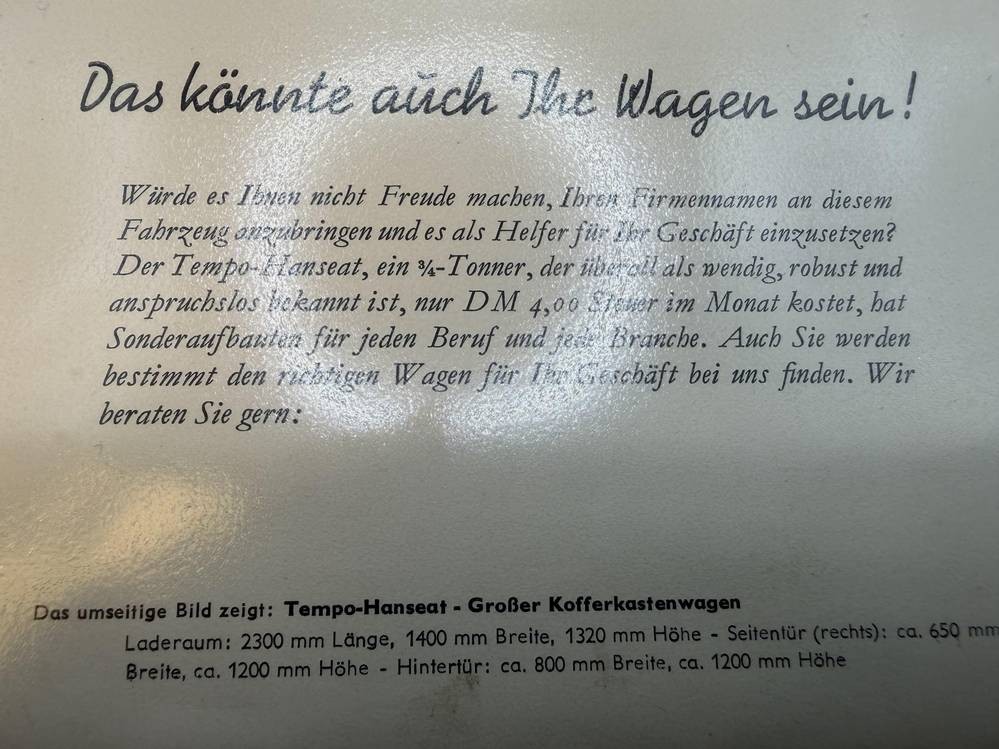 Das könnte auch Ihr Wagen sein!
Würde es Ihnen nicht Freude machen, Ihren Firmennamen an diesem
Fahrzeug anzubringen und es als Helfer für Ihr Geschäft einzusetzen?
Der Tempo-Hanseat, ein ¾-Tonner, der überall als wendig, robust und
anspruchslos bekannt ist, nur DM 4,00 Steuer im Monat kostet, hat
Sonderaufbauten für jeden Beruf und jede Branche. Auch Sie werden
bestimmt den richtigen Wagen für Ihr Geschäft bei uns finden. Wir
beraten Sie gern:
Das umseitige Bild zeigt: Tempo-Hanseat - Großer Kofferkastenwagen
Laderaum: 2300 mm Länge, 1400 mm Breite, 1320 mm Höhe - Seitentür (rechts): ca. 650 mm
Breite, ca. 1200 mm Höhe - Hintertür: ca. 800 mm Breite, ca. 1200 mm Höhe